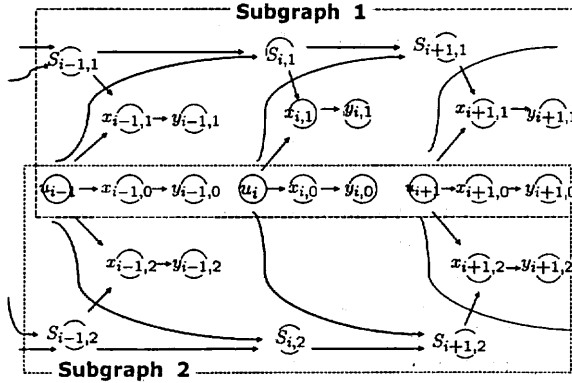 Subgraph 1
S_{i-1,1} S_{i,1} S_{i+1,1}
x_{i-1,1} y_{i-1,1} x_{i,1} y_{i,1} x_{i+1,1} y_{i+1,1}
u_{i-1} x_{i-1,0} y_{i-1,0} u_i x_{i,0} y_{i,0} u_{i+1} x_{i+1,0} y_{i+1,0}
x_{i-1,2} y_{i-1,2} x_{i+1,2} y_{i+1,2}
S_{i-1,2} S_{i,2} S_{i+1,2}
Subgraph 2